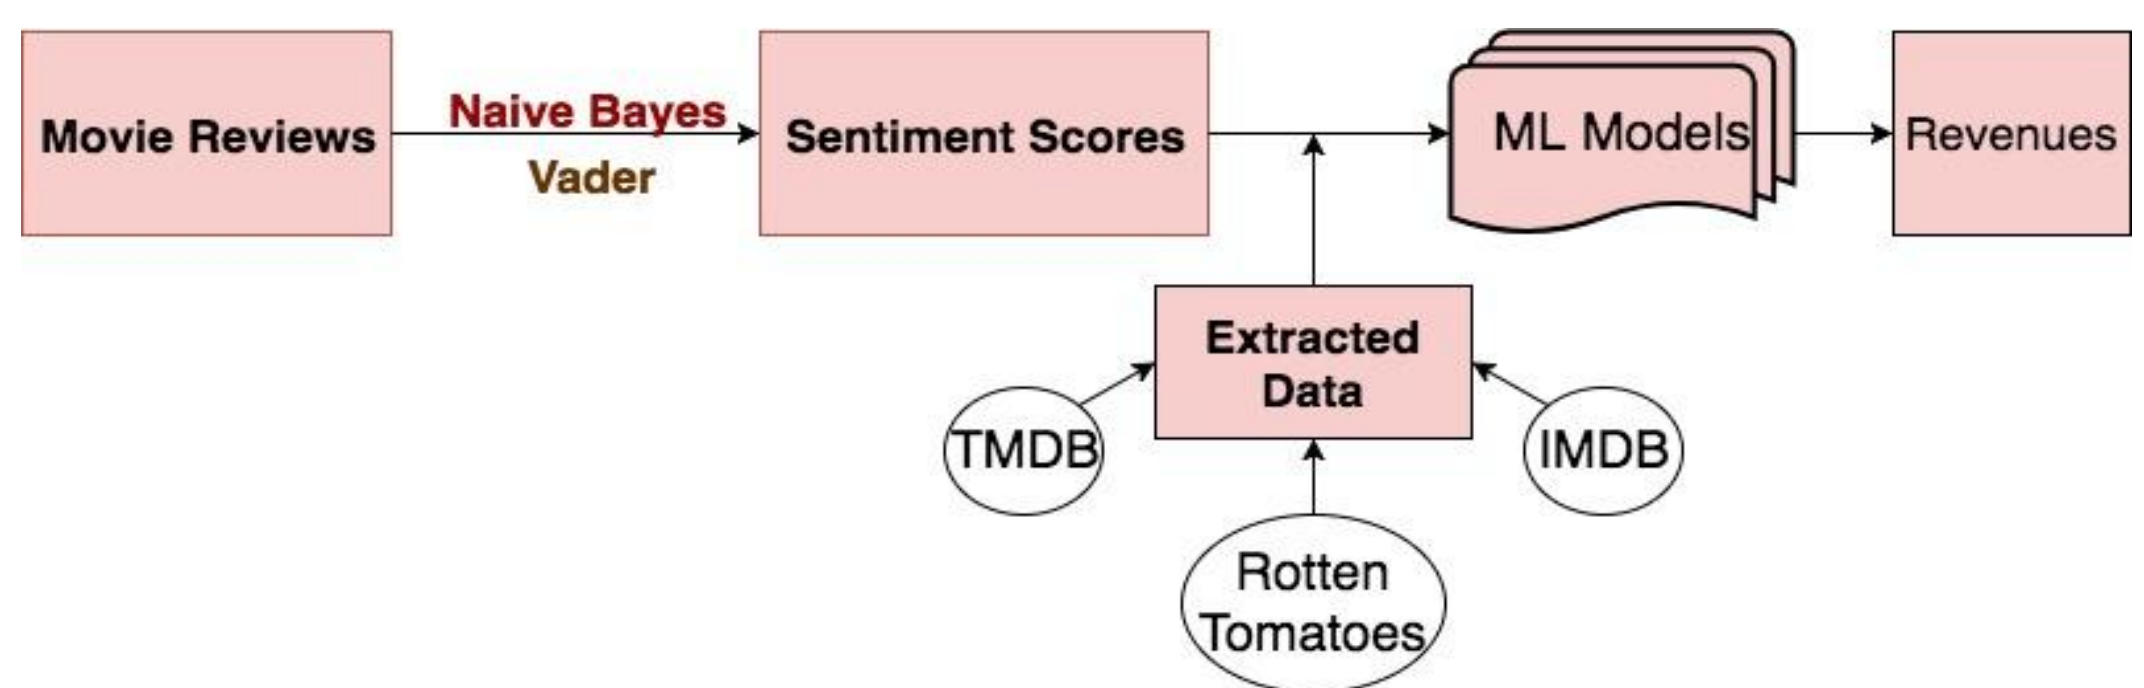 Movie Reviews
Naive Bayes
Vader
Sentiment Scores
ML Models
Revenues
Extracted
Data
TMDB
IMDB
Rotten
Tomatoes